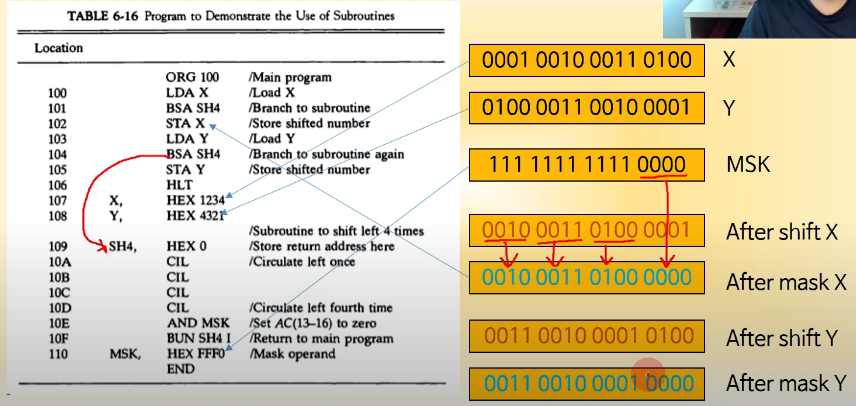 TABLE 6-16 Program to Demonstrate the Use of Subroutines
Location
ORG 100 /Main program
100 LDA X /Load X
101 BSA SH4 /Branch to subroutine
102 STA X /Store shifted number
103 LDA Y /Load Y
104 BSA SH4 /Branch to subroutine again
105 STA Y /Store shifted number
106 HLT
107 X, HEX 1234
108 Y, HEX 4321
/Subroutine to shift left 4 times
109 SH4, HEX 0 /Store return address here
10A CIL /Circulate left once
10B CIL
10C CIL
10D CIL /Circulate left fourth time
10E AND MSK /Set AC(13–16) to zero
10F BUN SH4 I /Return to main program
110 MSK, HEX FFF0 /Mask operand
END
0001 0010 0011 0100 X
0100 0011 0010 0001 Y
111 1111 1111 0000 MSK
0010 0011 0100 0001 After shift X
0010 0011 0100 0000 After mask X
0011 0010 0001 0100 After shift Y
0011 0010 0001 0000 After mask Y